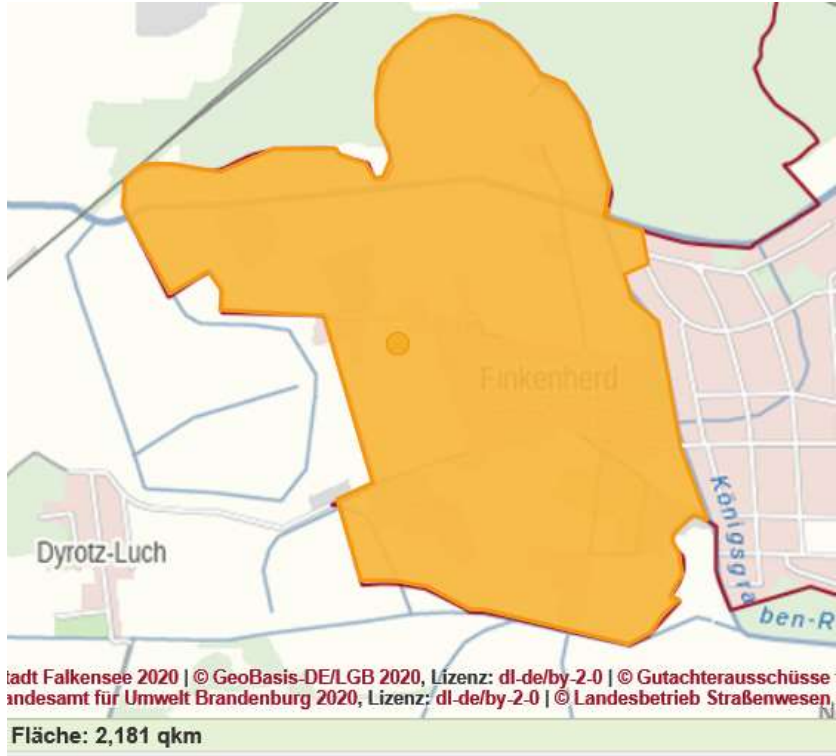 Finkenherd
Königsgra
Dyrotz-Luch
ben-R
tadt Falkensee 2020 | © GeoBasis-DE/LGB 2020, Lizenz: dl-de/by-2-0 | © Gutachterausschüsse
andesamt für Umwelt Brandenburg 2020, Lizenz: dl-de/by-2-0 | © Landesbetrieb Straßenwesen,
N
Fläche: 2,181 qkm